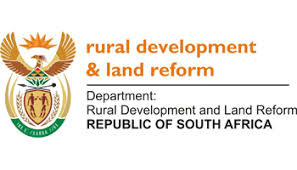 rural development
& land reform
Department:
Rural Development and Land Reform
REPUBLIC OF SOUTH AFRICA